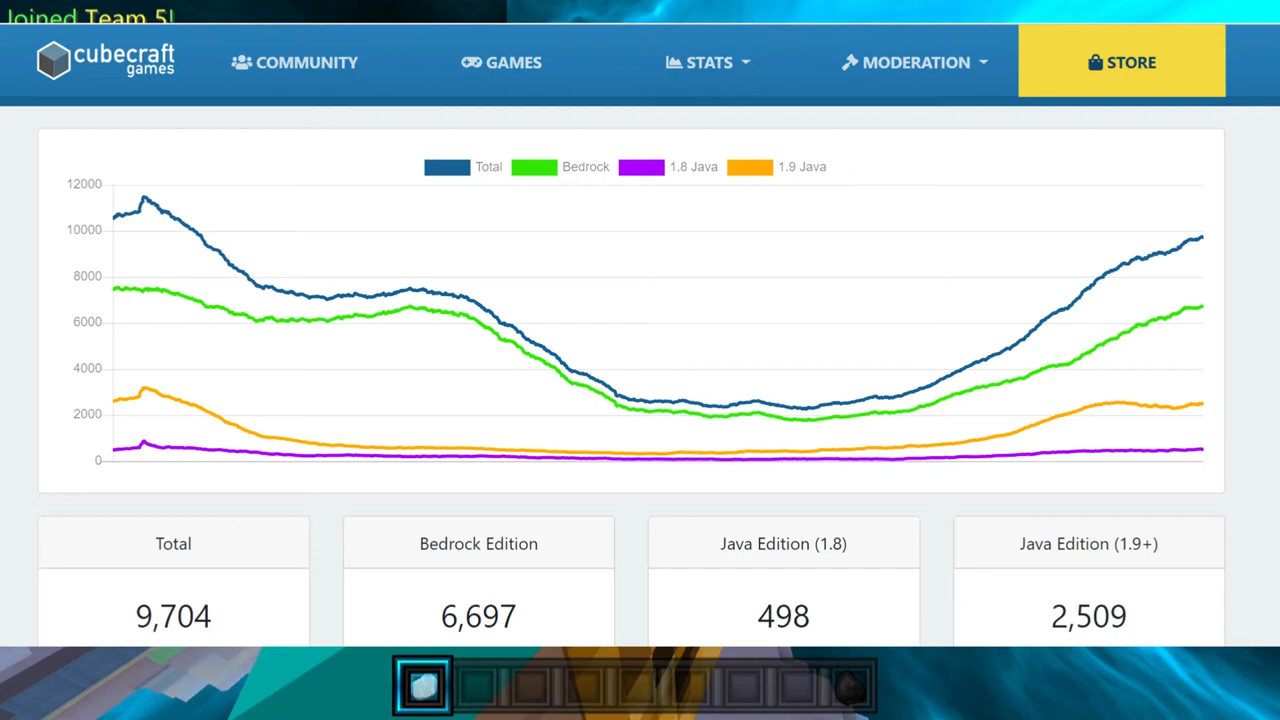 Joined Team 5!
cubecraft
games
COMMUNITY
GAMES
STATS
MODERATION
STORE
Total
Bedrock
1.8 Java
1.9 Java
12000
10000
8000
6000
4000
2000
0
Total
Bedrock Edition
Java Edition (1.8)
Java Edition (1.9+)
9,704
6,697
498
2,509